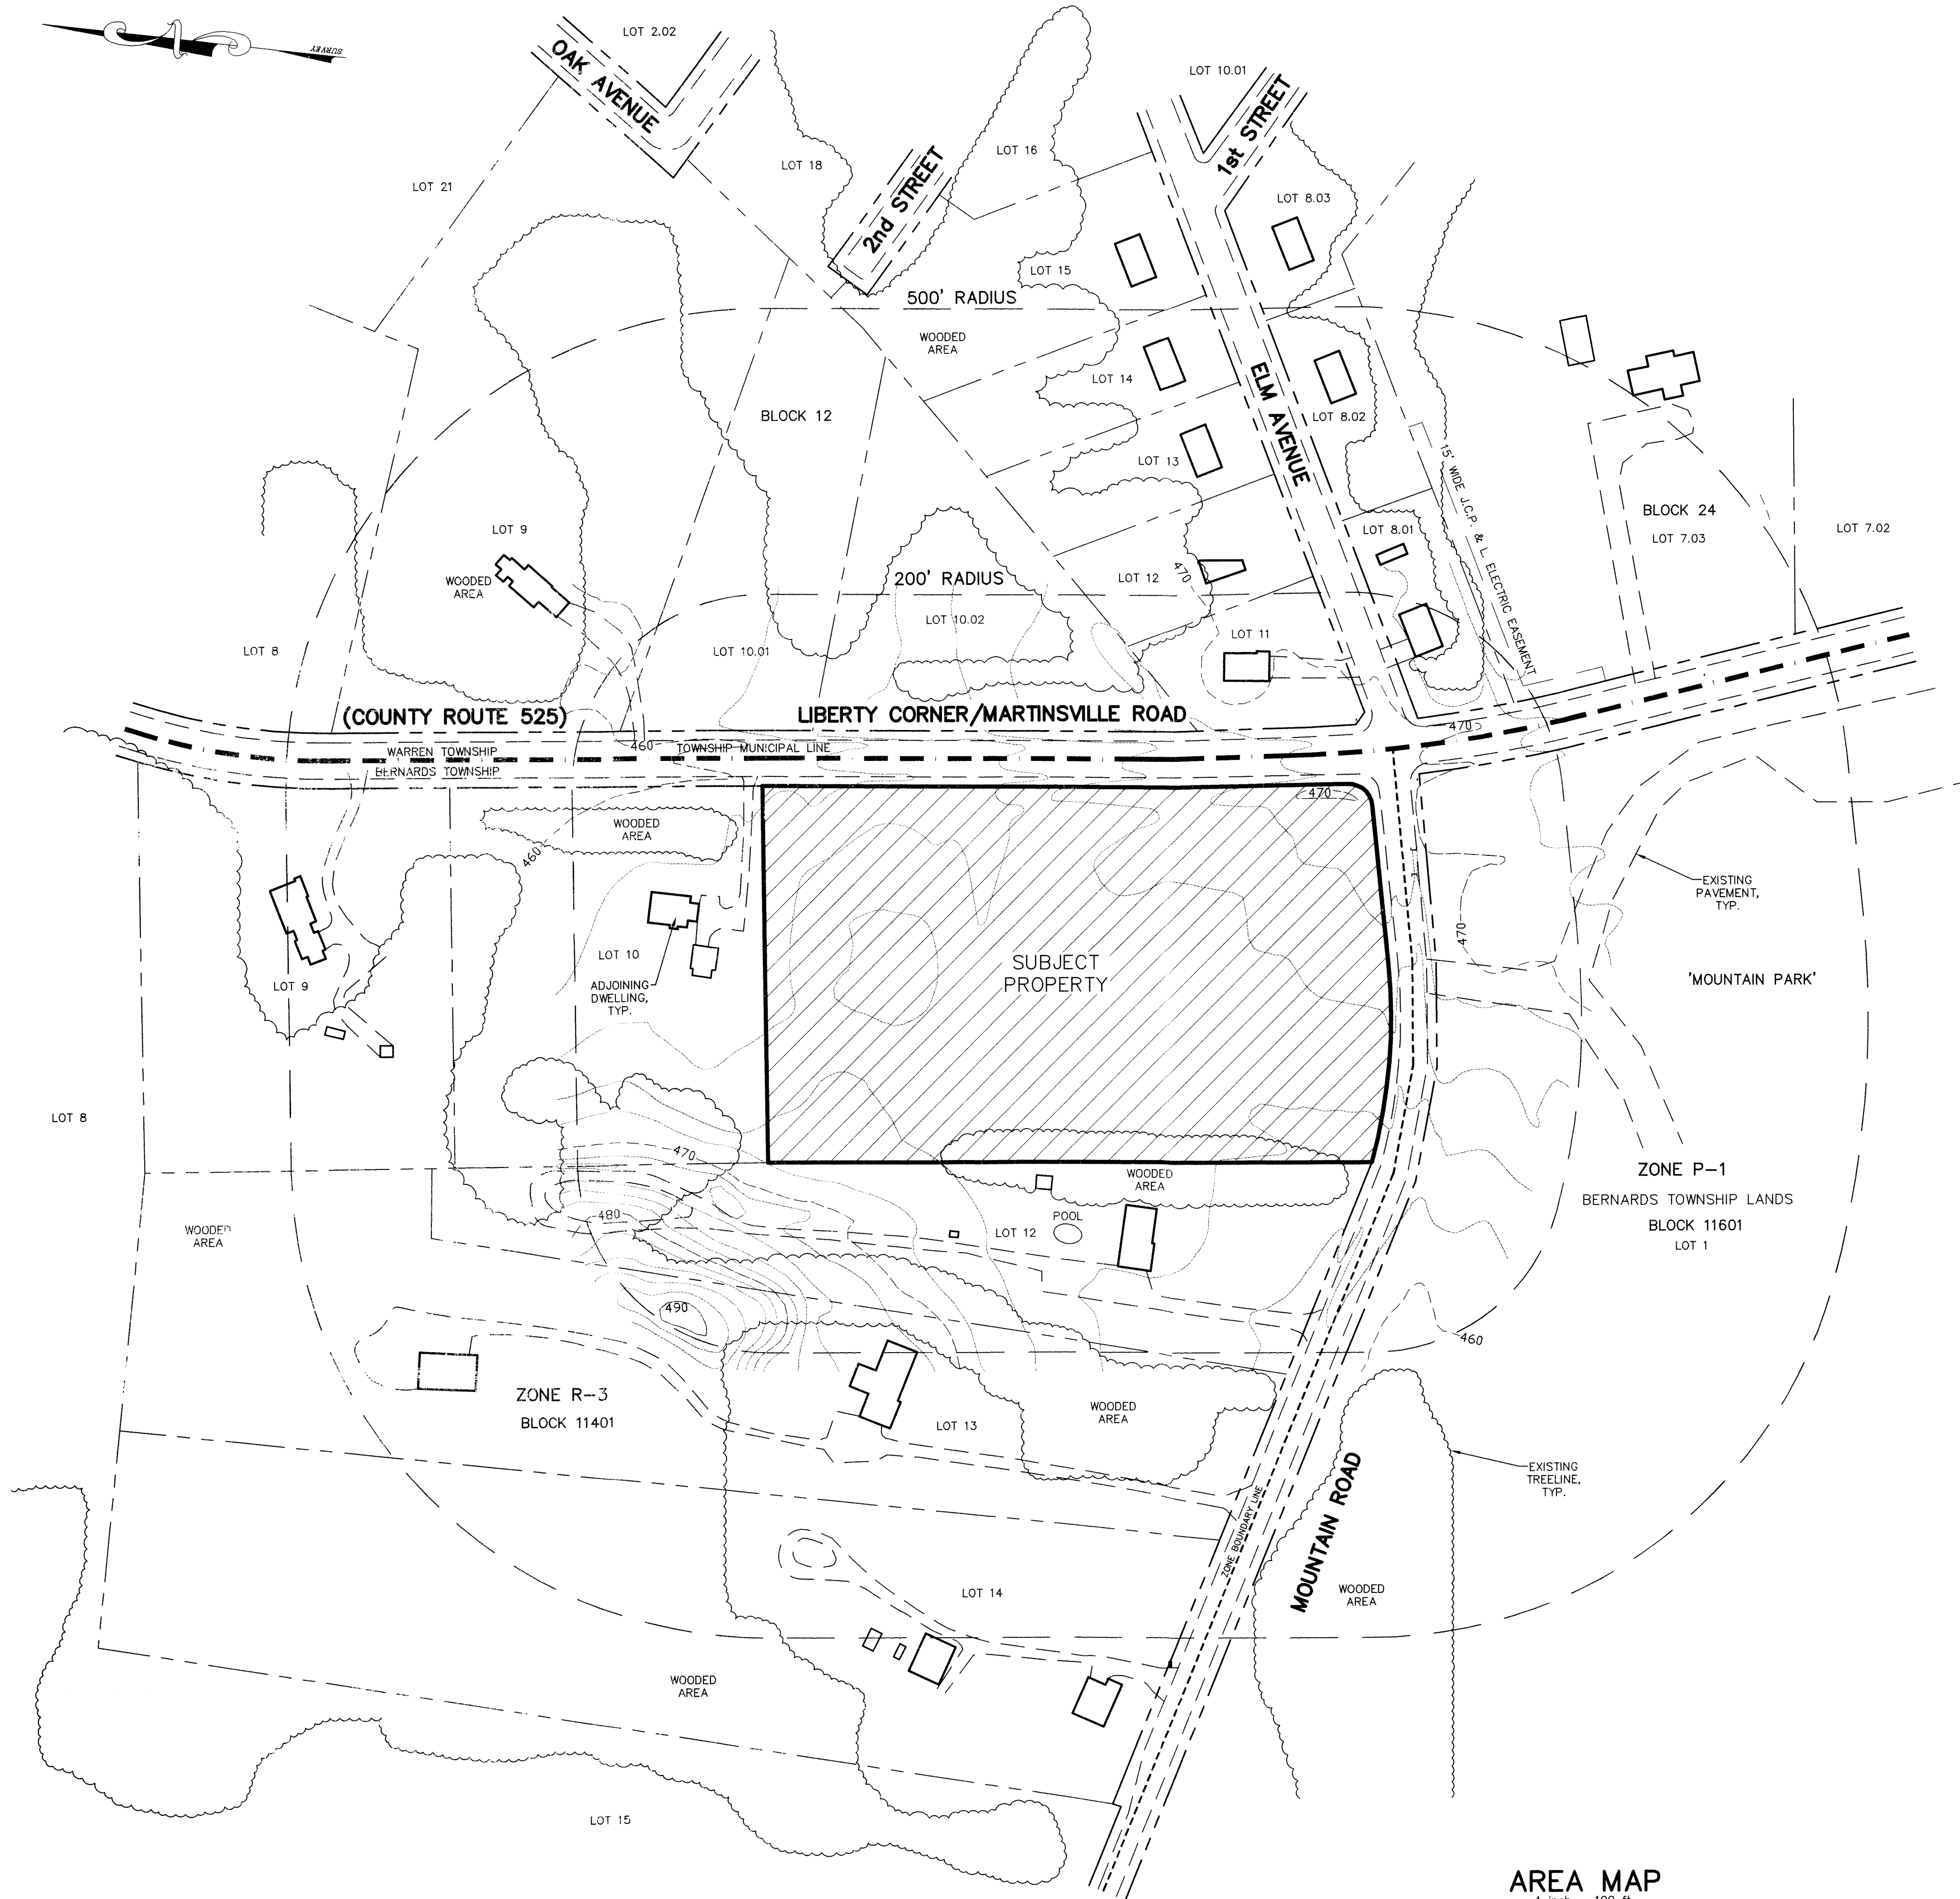 SURVEY
LOT 2.02
OAK AVENUE
LOT 10.01
1st STREET
LOT 18
LOT 16
LOT 21
2nd STREET
LOT 8.03
LOT 15
500' RADIUS
WOODED
AREA
LOT 14
ELM AVENUE
BLOCK 12
LOT 8.02
LOT 13
15' WIDE J.C.P. & L. ELECTRIC EASEMENT
BLOCK 24
LOT 7.03
LOT 7.02
LOT 9
LOT 8.01
WOODED
AREA
200' RADIUS
LOT 12
470
LOT 10.02
LOT 11
LOT 8
LOT 10.01
(COUNTY ROUTE 525)
LIBERTY CORNER/MARTINSVILLE ROAD
470
WARREN TOWNSHIP
460
TOWNSHIP MUNICIPAL LINE
BERNARDS TOWNSHIP
470
WOODED
AREA
460
EXISTING
PAVEMENT,
TYP.
470
LOT 10
SUBJECT
PROPERTY
LOT 9
ADJOINING
DWELLING,
TYP.
'MOUNTAIN PARK'
LOT 8
470
WOODED
AREA
ZONE P-1
BERNARDS TOWNSHIP LANDS
BLOCK 11601
LOT 1
480
POOL
LOT 12
WOODED
AREA
490
460
ZONE R-3
BLOCK 11401
LOT 13
WOODED
AREA
EXISTING
TREELINE,
TYP.
ZONE BOUNDARY LINE
MOUNTAIN ROAD
LOT 14
WOODED
AREA
WOODED
AREA
LOT 15
AREA MAP